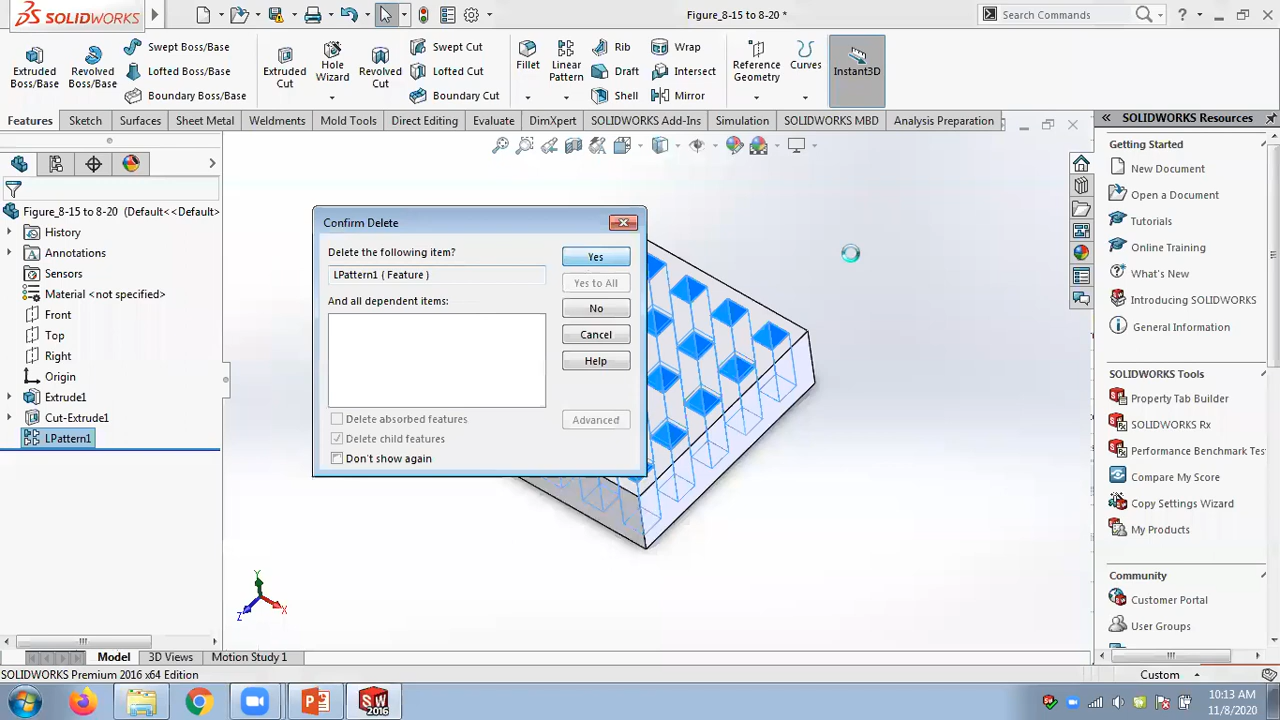 SOLIDWORKS
Figure_8-15 to 8-20 *
Search Commands
Extruded Boss/Base
Revolved Boss/Base
Swept Boss/Base
Lofted Boss/Base
Boundary Boss/Base
Extruded Cut
Hole Wizard
Revolved Cut
Swept Cut
Lofted Cut
Boundary Cut
Fillet
Linear Pattern
Rib
Draft
Shell
Wrap
Intersect
Mirror
Reference Geometry
Curves
Instant3D
Features
Sketch
Surfaces
Sheet Metal
Weldments
Mold Tools
Direct Editing
Evaluate
DimXpert
SOLIDWORKS Add-Ins
Simulation
SOLIDWORKS MBD
Analysis Preparation
Figure_8-15 to 8-20 (Default<<Default>
History
Annotations
Sensors
Material <not specified>
Front
Top
Right
Origin
Extrude1
Cut-Extrude1
LPattern1
Confirm Delete
Delete the following item?
LPattern1 ( Feature )
And all dependent items:
Delete absorbed features
Delete child features
Don't show again
Yes
Yes to All
No
Cancel
Help
Advanced
Y
X
Z
SOLIDWORKS Resources
Getting Started
New Document
Open a Document
Tutorials
Online Training
What's New
Introducing SOLIDWORKS
General Information
SOLIDWORKS Tools
Property Tab Builder
SOLIDWORKS Rx
Performance Benchmark Test
Compare My Score
Copy Settings Wizard
My Products
Community
Customer Portal
User Groups
Model
3D Views
Motion Study 1
SOLIDWORKS Premium 2016 x64 Edition
Custom
SW
2016
10:13 AM
11/8/2020